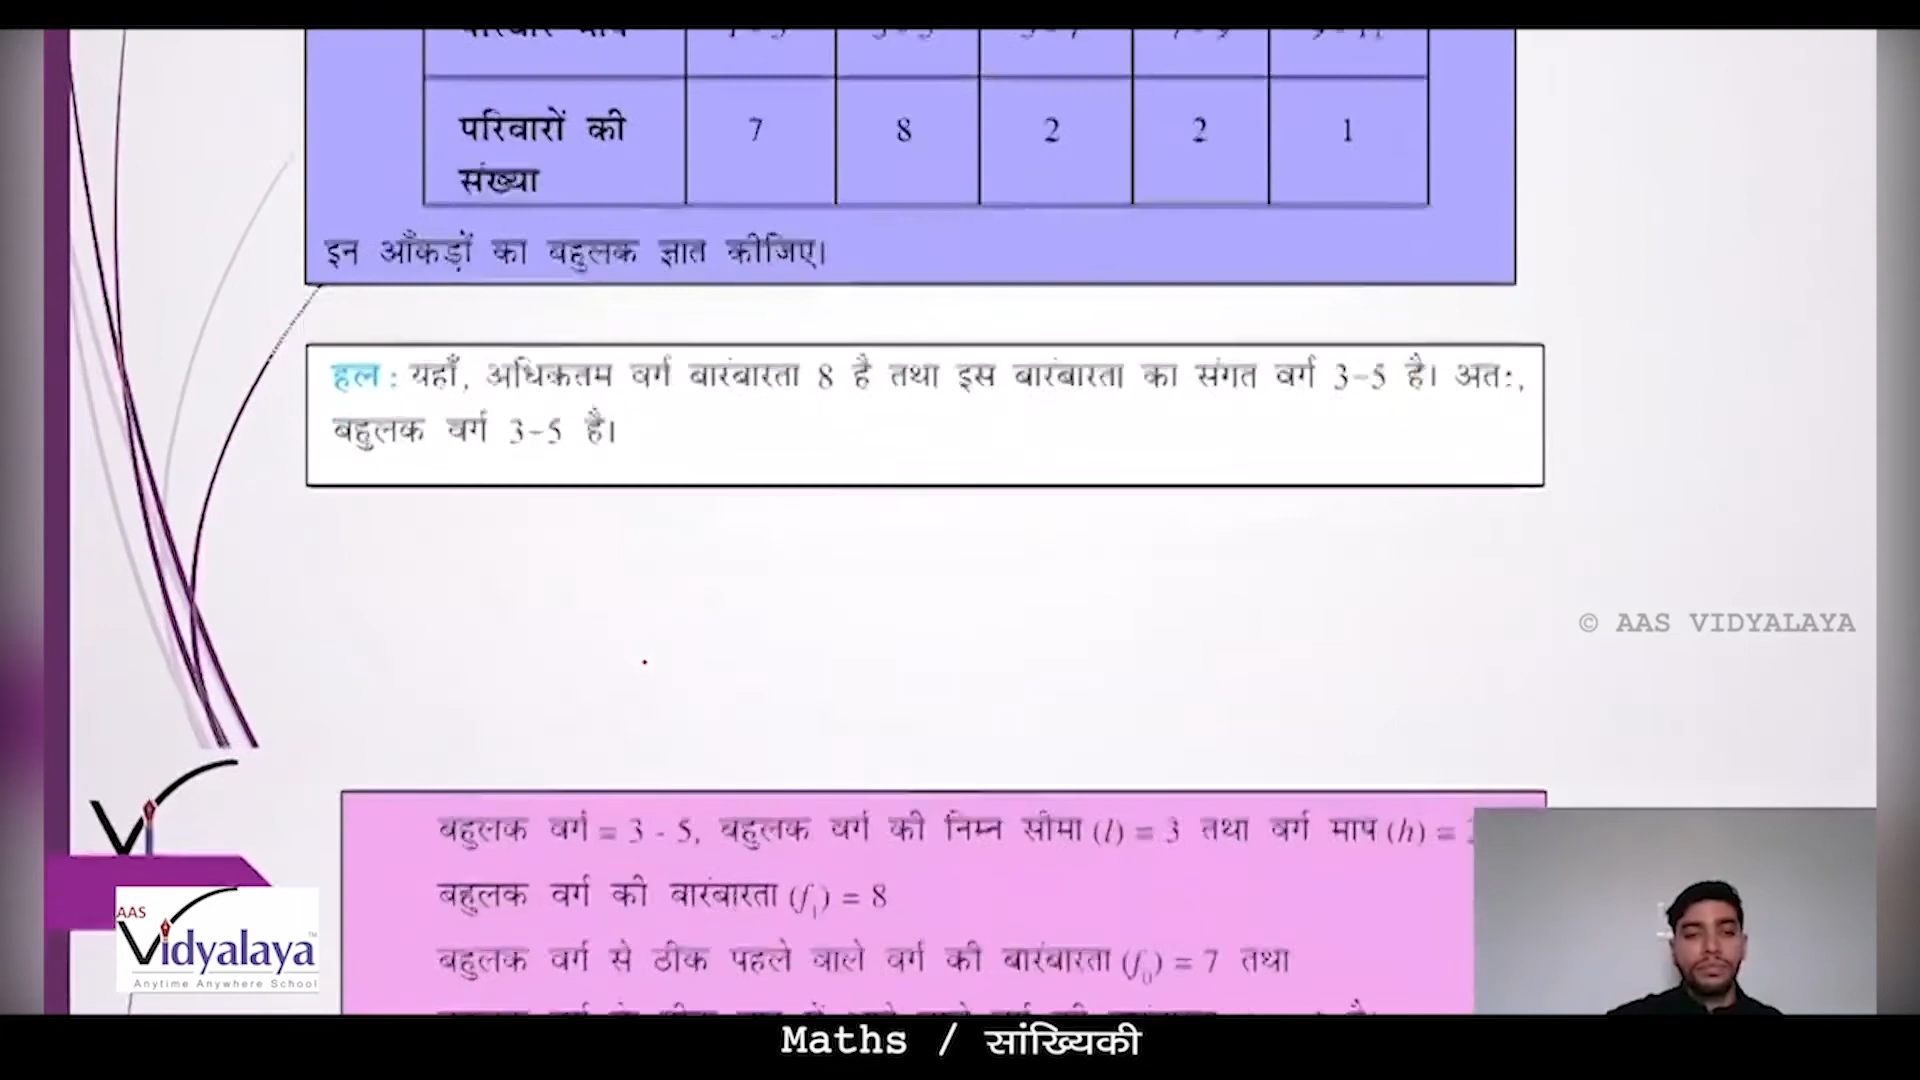 परिवारों की 7 8 2 2 1
संख्या
इन आँकड़ों का बहुलक ज्ञात कीजिए।
हल : यहाँ, अधिकतम वर्ग बारंबारता 8 है तथा इस बारंबारता का संगत वर्ग 3-5 है। अतः,
बहुलक वर्ग 3-5 है।
© AAS VIDYALAYA
बहुलक वर्ग = 3 - 5, बहुलक वर्ग की निम्न सीमा (l) = 3 तथा वर्ग माप (h) =
बहुलक वर्ग की बारंबारता (f₁) = 8
बहुलक वर्ग से ठीक पहले वाले वर्ग की बारंबारता (f₀) = 7 तथा
AAS
Vidyalaya
TM
Anytime Anywhere School
Maths / सांख्यिकी